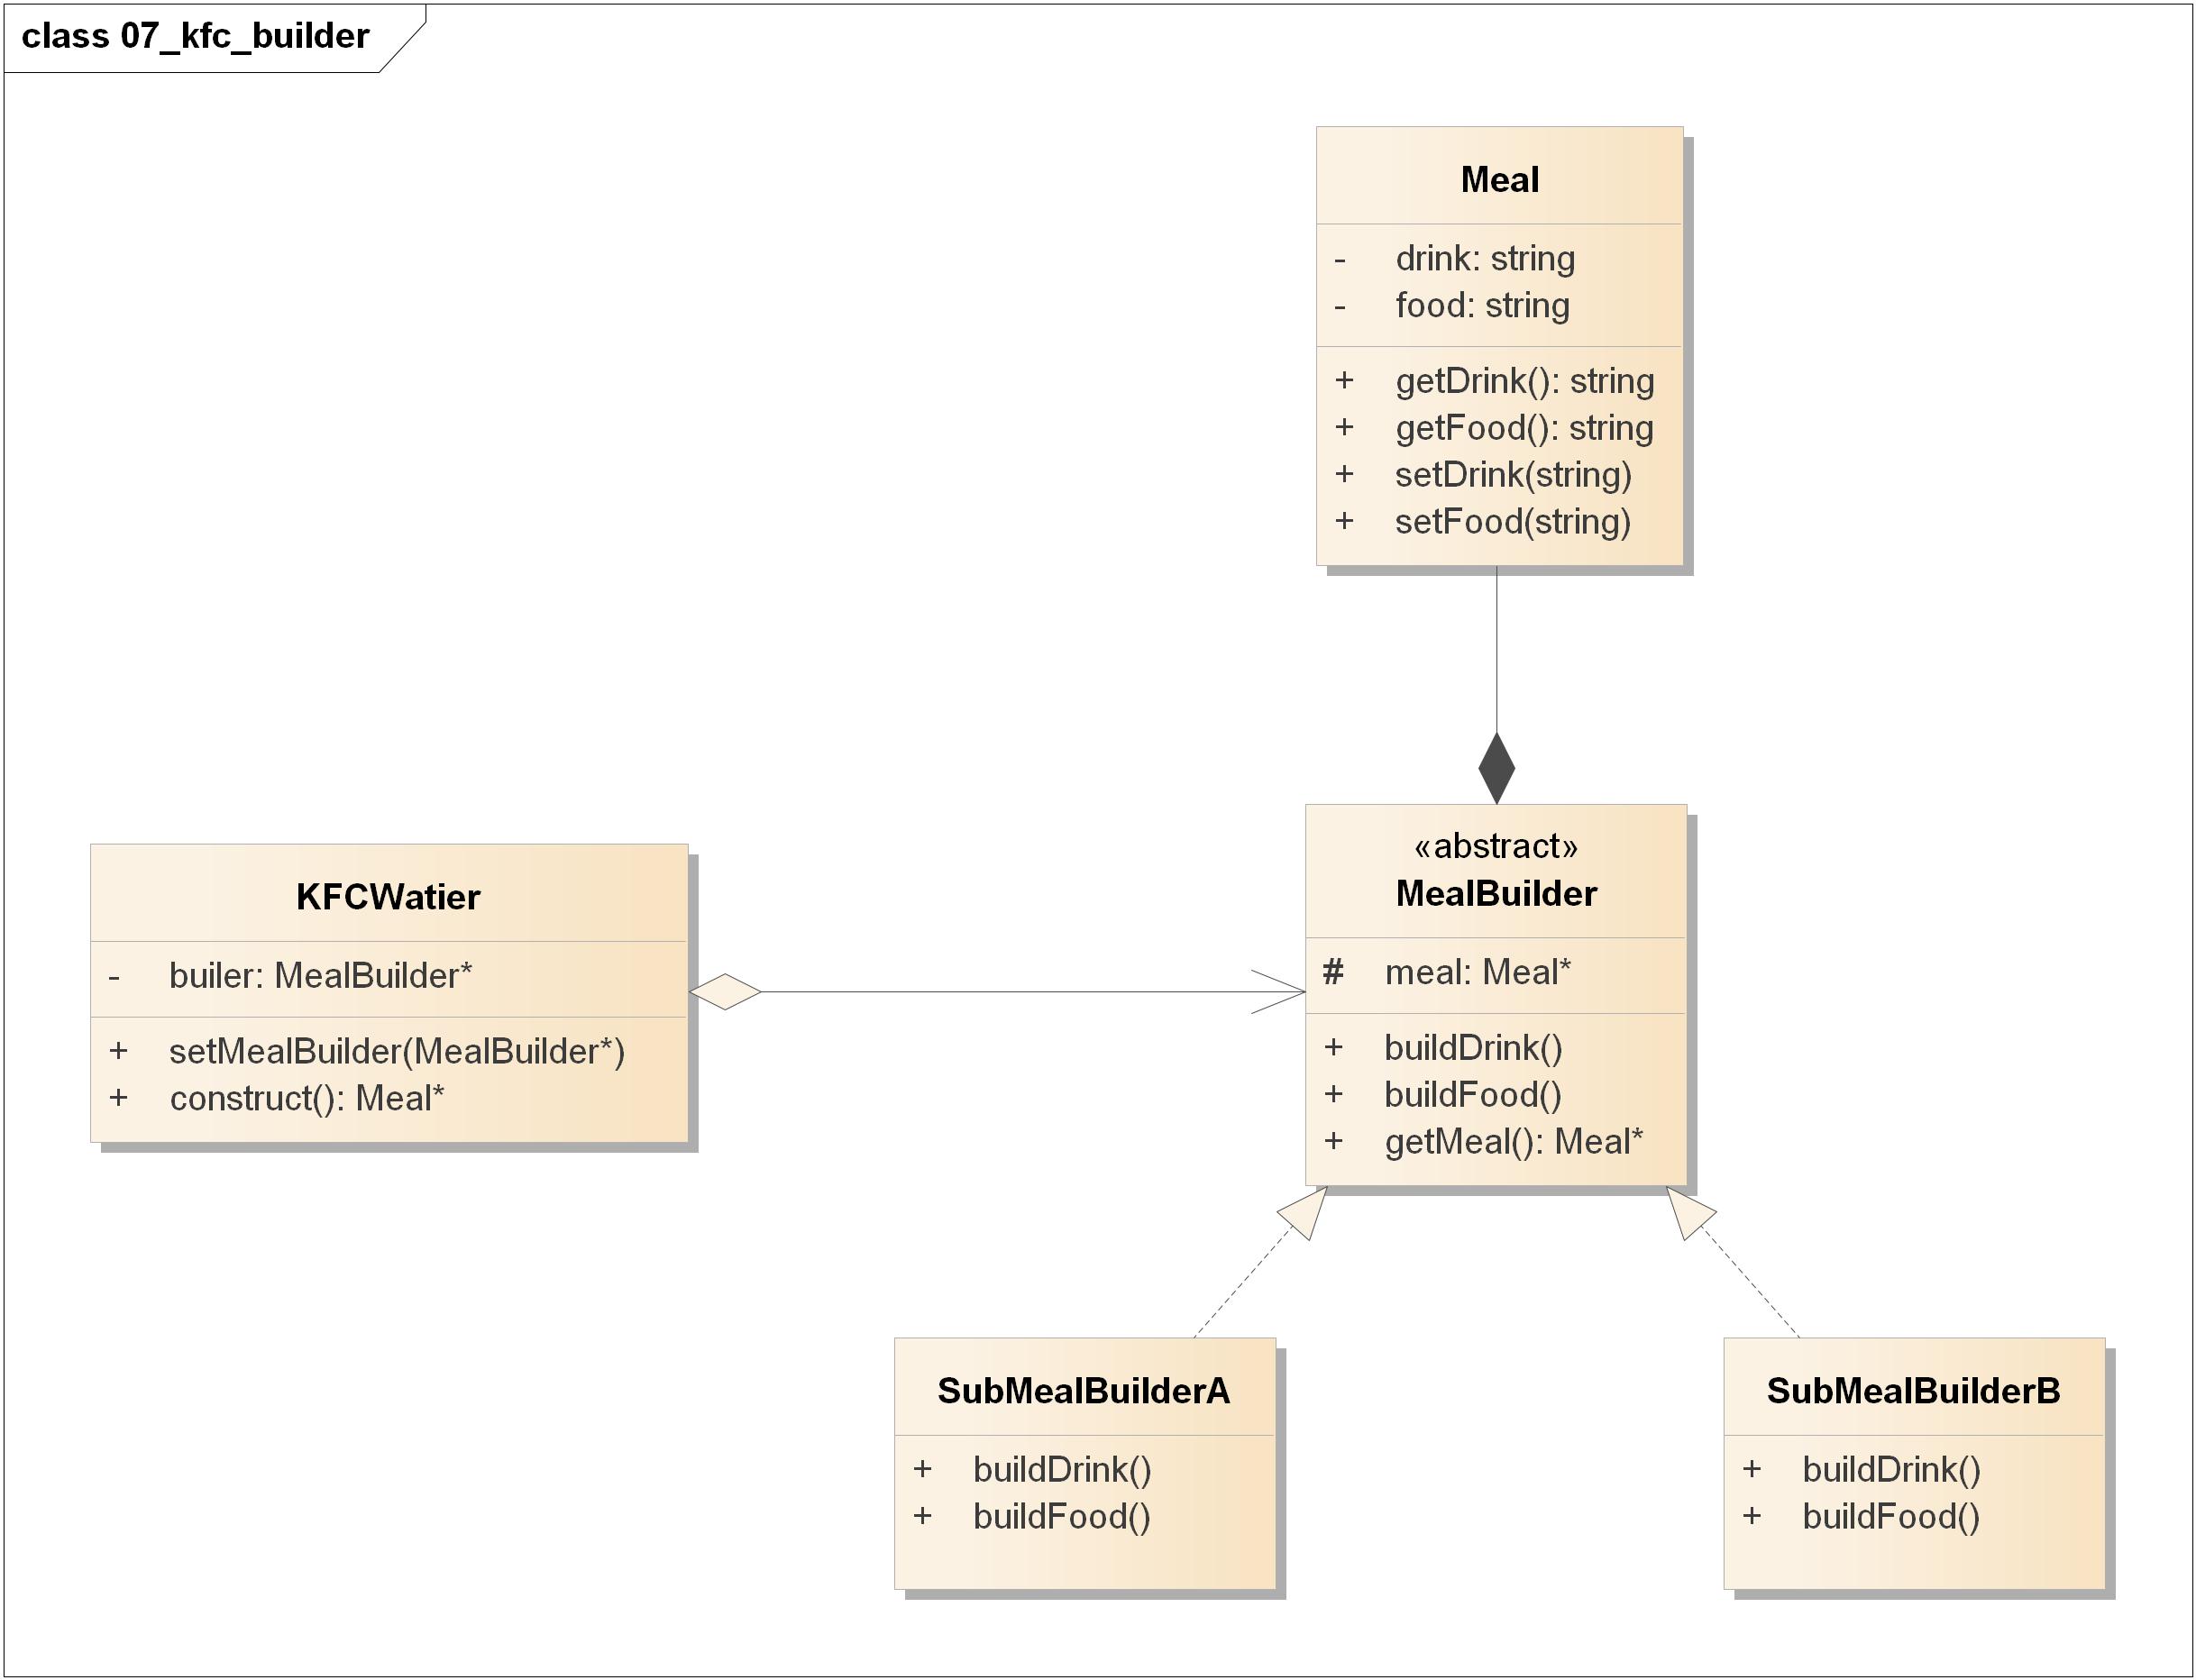 class 07_kfc_builder
Meal
- drink: string
- food: string
+ getDrink(): string
+ getFood(): string
+ setDrink(string)
+ setFood(string)
KFCWatier
- builer: MealBuilder*
+ setMealBuilder(MealBuilder*)
+ construct(): Meal*
«abstract»
MealBuilder
# meal: Meal*
+ buildDrink()
+ buildFood()
+ getMeal(): Meal*
SubMealBuilderA
+ buildDrink()
+ buildFood()
SubMealBuilderB
+ buildDrink()
+ buildFood()